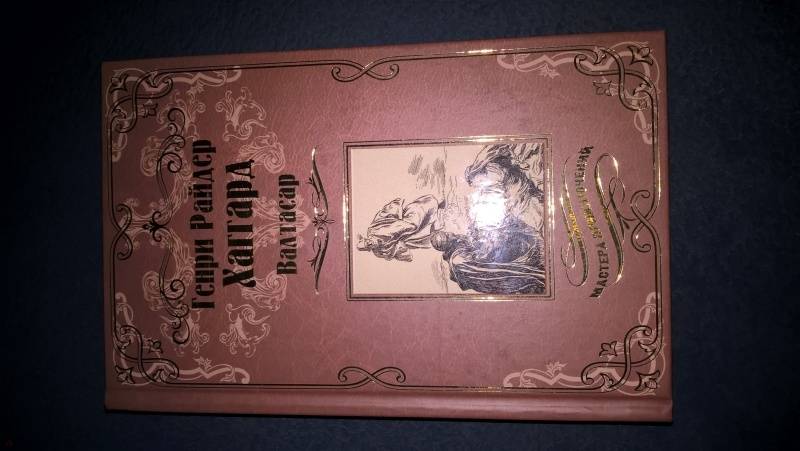 Генри Райдер
Хаггард
Валтасар
МАСТЕРА ПРИКЛЮЧЕНИЙ